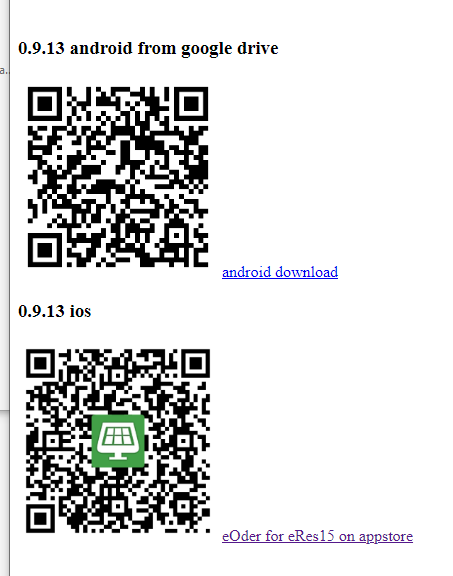 0.9.13 android from google drive
a..
android download
0.9.13 ios
eOder for eRes15 on appstore